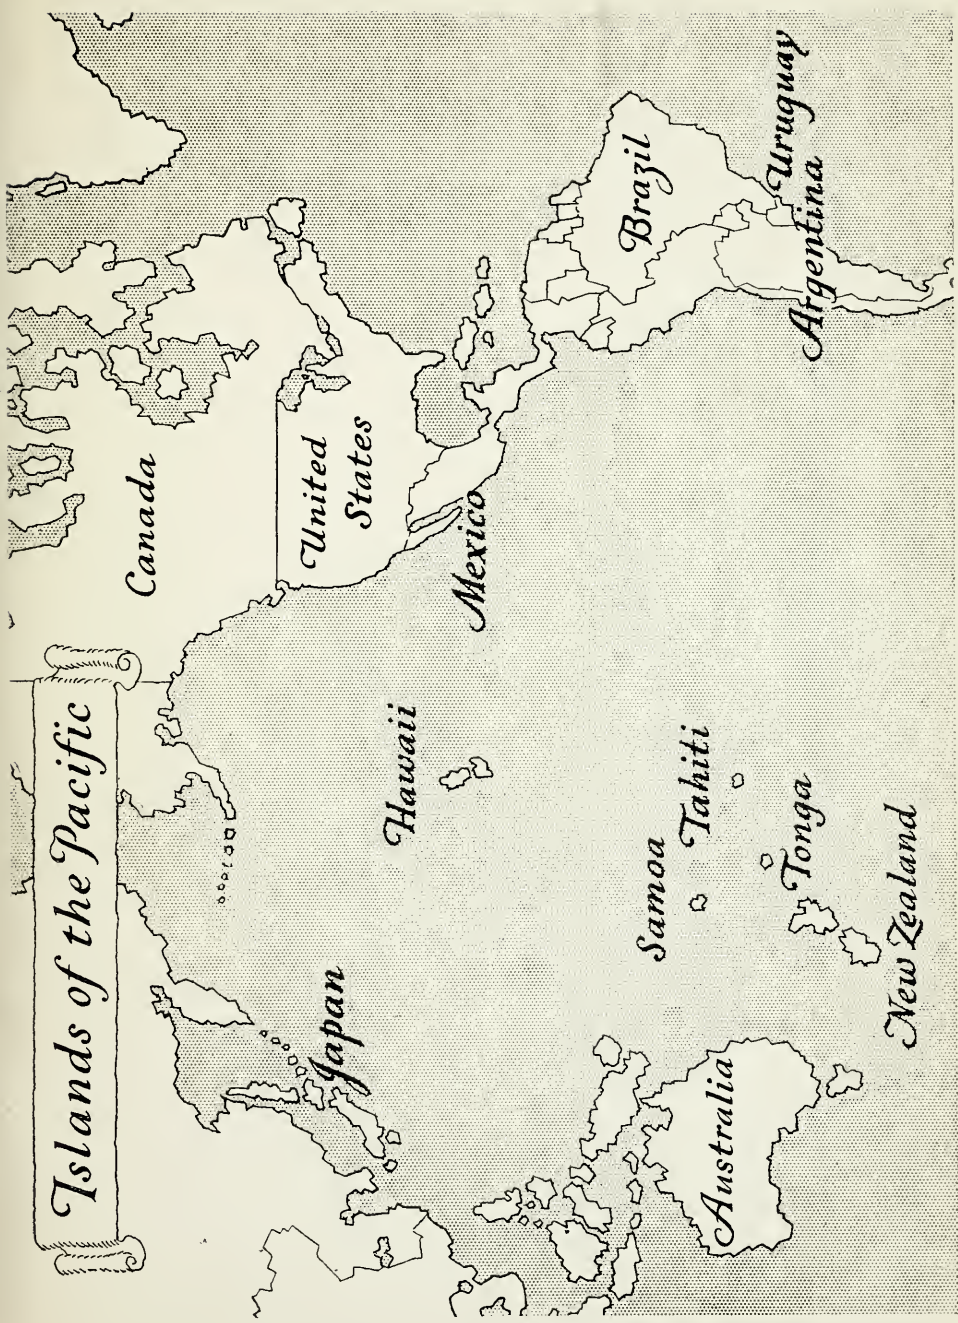 Islands of the Pacific
Canada
United
States
Mexico
Hawaii
Japan
Brazil
Uruguay
Argentina
Samoa
Tahiti
Tonga
New Zealand
Australia